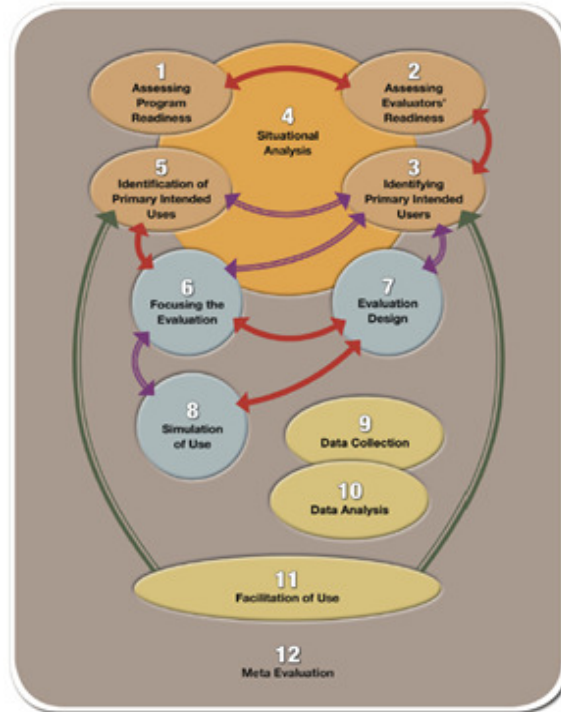 1
Assessing
Program
Readiness
2
Assessing
Evaluators'
Readiness
4
Situational
Analysis
5
Identification of
Primary Intended
Uses
3
Identifying
Primary Intended
Users
6
Focusing the
Evaluation
7
Evaluation
Design
8
Simulation
of Use
9
Data Collection
10
Data Analysis
11
Facilitation of Use
12
Meta Evaluation